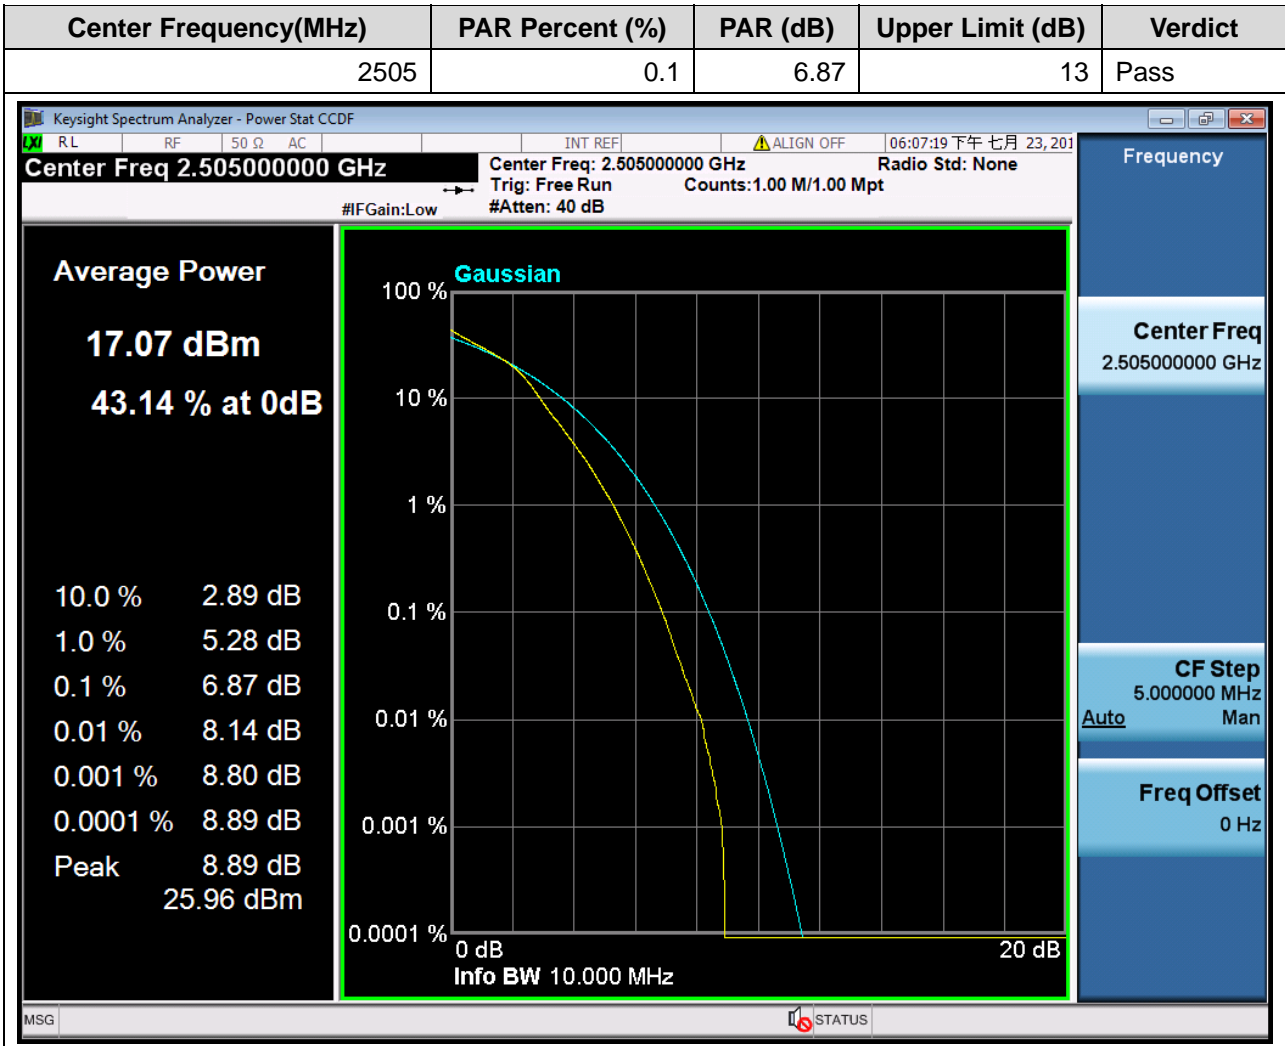 Center Frequency(MHz) PAR Percent (%) PAR (dB) Upper Limit (dB) Verdict
2505 0.1 6.87 13 Pass
Keysight Spectrum Analyzer - Power Stat CCDF
LXI RL RF 50 Ω AC INT REF ALIGN OFF 06:07:19 下午 七月 23, 201
Center Freq 2.505000000 GHz
Center Freq: 2.505000000 GHz Radio Std: None
Trig: Free Run Counts:1.00 M/1.00 Mpt
#IFGain:Low #Atten: 40 dB
Average Power
17.07 dBm
43.14 % at 0dB
10.0 % 2.89 dB
1.0 % 5.28 dB
0.1 % 6.87 dB
0.01 % 8.14 dB
0.001 % 8.80 dB
0.0001 % 8.89 dB
Peak 8.89 dB
25.96 dBm
Gaussian
100 %
10 %
1 %
0.1 %
0.01 %
0.001 %
0.0001 %
0 dB 20 dB
Info BW 10.000 MHz
Frequency
Center Freq
2.505000000 GHz
CF Step
5.000000 MHz
Auto Man
Freq Offset
0 Hz
MSG STATUS